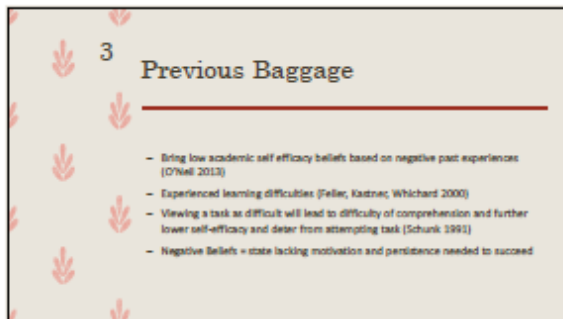 3
Previous Baggage
– Bring low academic self efficacy beliefs based on negative past experiences
(O'Neil 2013)
– Experienced learning difficulties (Feller, Kastner, Whichard 2000)
– Viewing a task as difficult will lead to difficulty of comprehension and further
lower self-efficacy and deter from attempting task (Schunk 1991)
– Negative Beliefs = state lacking motivation and persistence needed to succeed